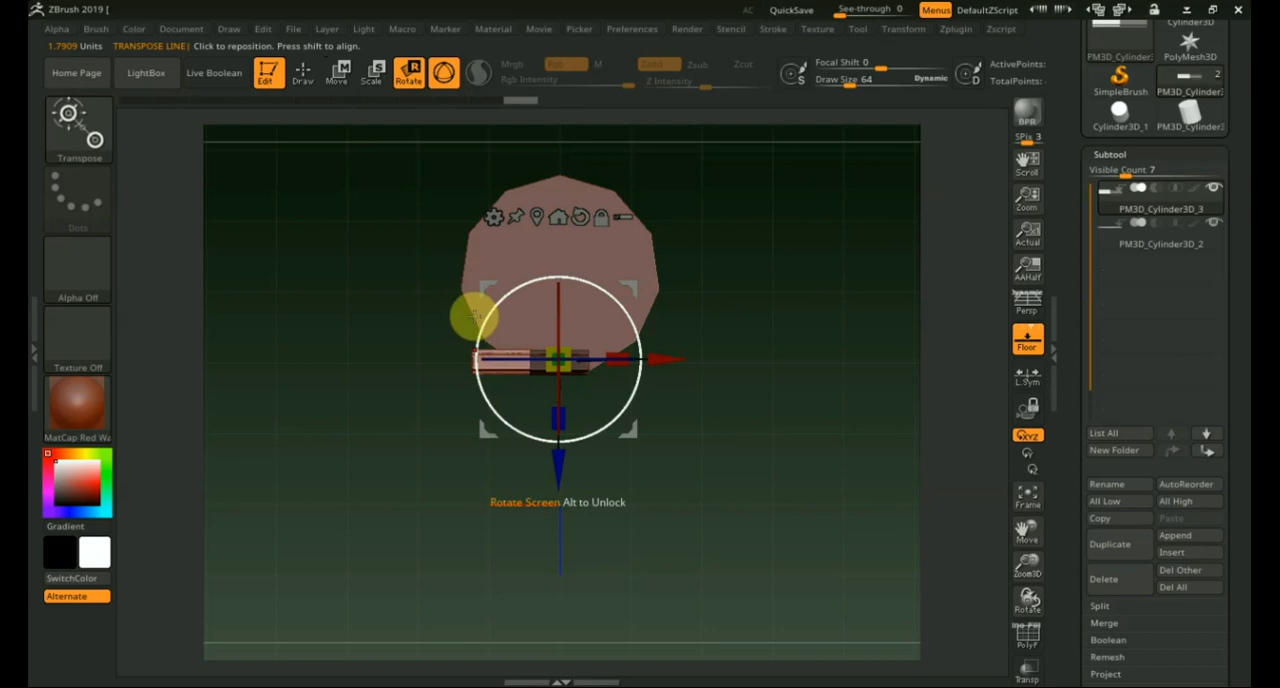 ZBrush 2019 [
AC QuickSave See-through 0 Menus DefaultZScript
Alpha Brush Color Document Draw Edit File Layer Light Macro Marker Material Movie Picker Preferences Render Stencil Stroke Texture Tool Transform Zplugin Zscript
1.7909 Units TRANSPOSE LINE| Click to reposition. Press shift to align.
Home Page LightBox Live Boolean Edit Draw Move Scale Rotate
Mrgb Rgb M Zadd Zsub Zcut
Rgb Intensity Z Intensity
Focal Shift 0
Draw Size 64 Dynamic
S D
ActivePoints:
TotalPoints:
Transpose
Dots
Alpha Off
Texture Off
MatCap Red Wa
Gradient
SwitchColor
Alternate
Rotate Screen Alt to Unlock
BPR
SPix 3
Scroll
Zoom
Actual
AAHalf
Dynamic
Persp
Floor
L.Sym
XYZ
Frame
Move
Zoom3D
Rotate
PolyF
Transp
Cylinder3D
PM3D_Cylinder3 PolyMesh3D
2
SimpleBrush PM3D_Cylinder3
Cylinder3D_1 PM3D_Cylinder3
Subtool
Visible Count 7
PM3D_Cylinder3D_3
PM3D_Cylinder3D_2
List All
New Folder
Rename AutoReorder
All Low All High
Copy Paste
Duplicate Append
Insert
Delete Del Other
Del All
Split
Merge
Boolean
Remesh
Project